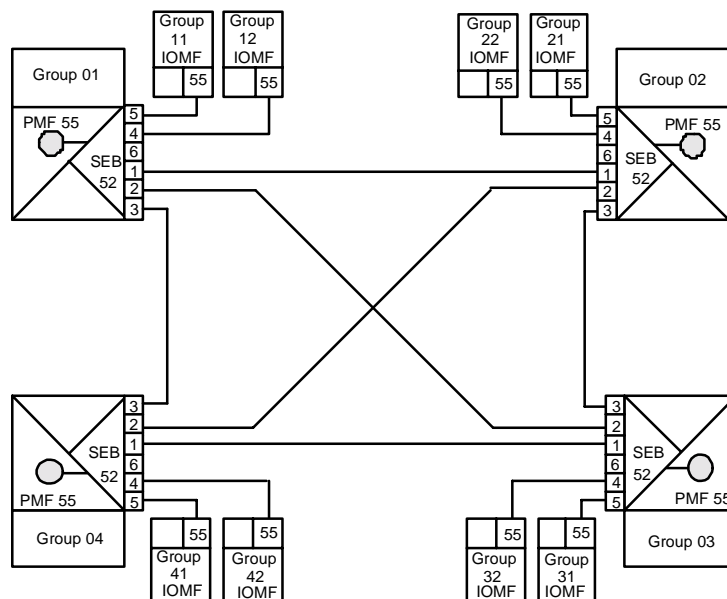 Group
11
IOMF
55
Group
12
IOMF
55
Group
22
IOMF
55
Group
21
IOMF
55
Group 01
PMF 55
SEB
52
5
4
6
1
2
3
Group 02
PMF 55
SEB
52
5
4
6
1
2
3
3
2
1
6
4
5
SEB
52
PMF 55
Group 04
3
2
1
6
4
5
SEB
52
PMF 55
Group 03
55
Group
41
IOMF
55
Group
42
IOMF
55
Group
32
IOMF
55
Group
31
IOMF